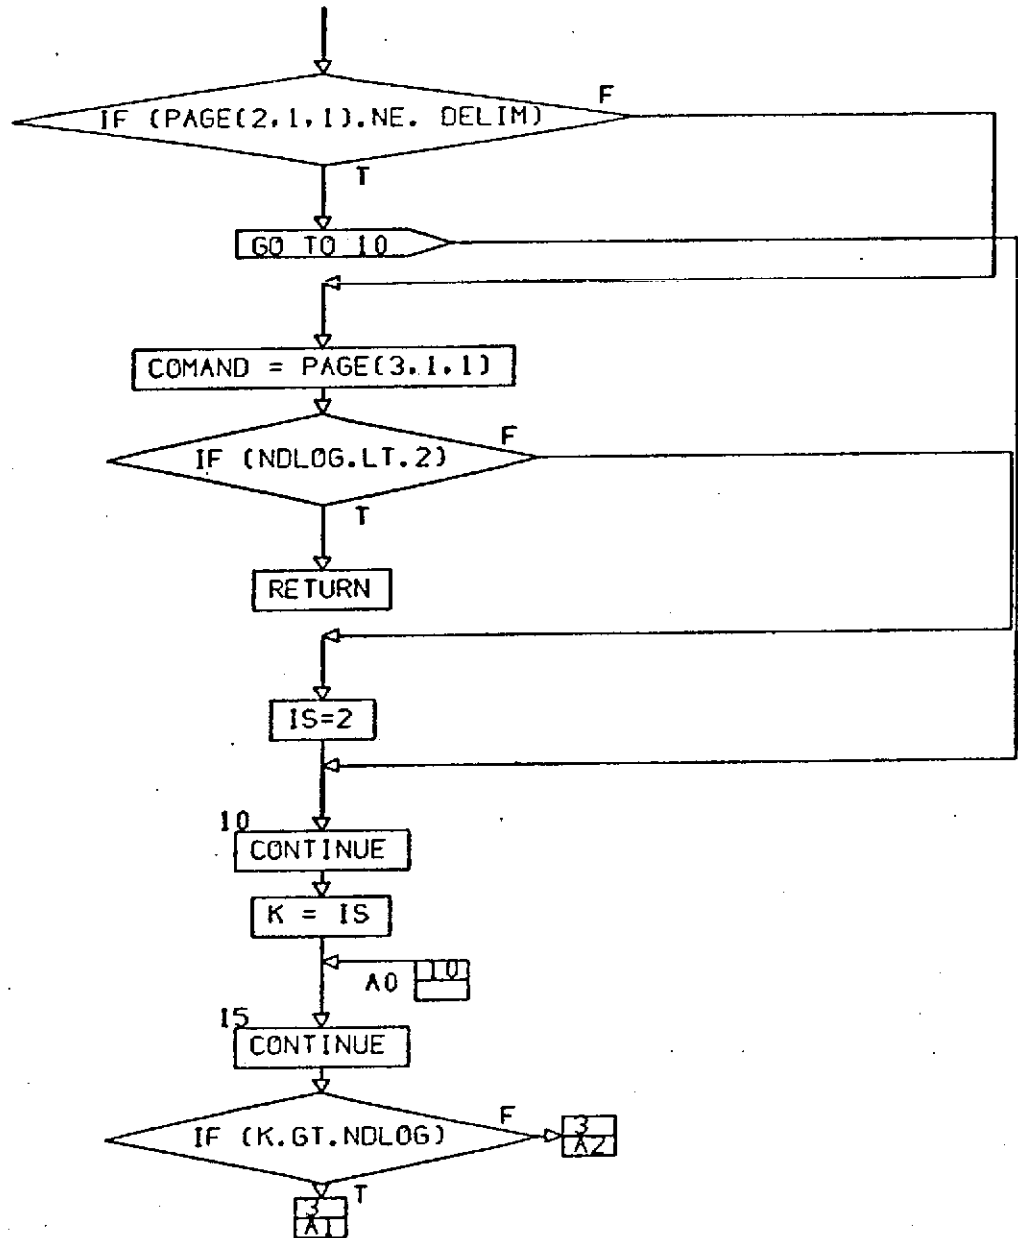 F
IF (PAGE(2,1,1).NE. DELIM)
T
GO TO 10
COMAND = PAGE(3,1,1)
F
IF (NDLOG.LT.2)
T
RETURN
IS=2
10
CONTINUE
K = IS
10
A0
15
CONTINUE
F
IF (K.GT.NDLOG)
3
A2
T
3
A1